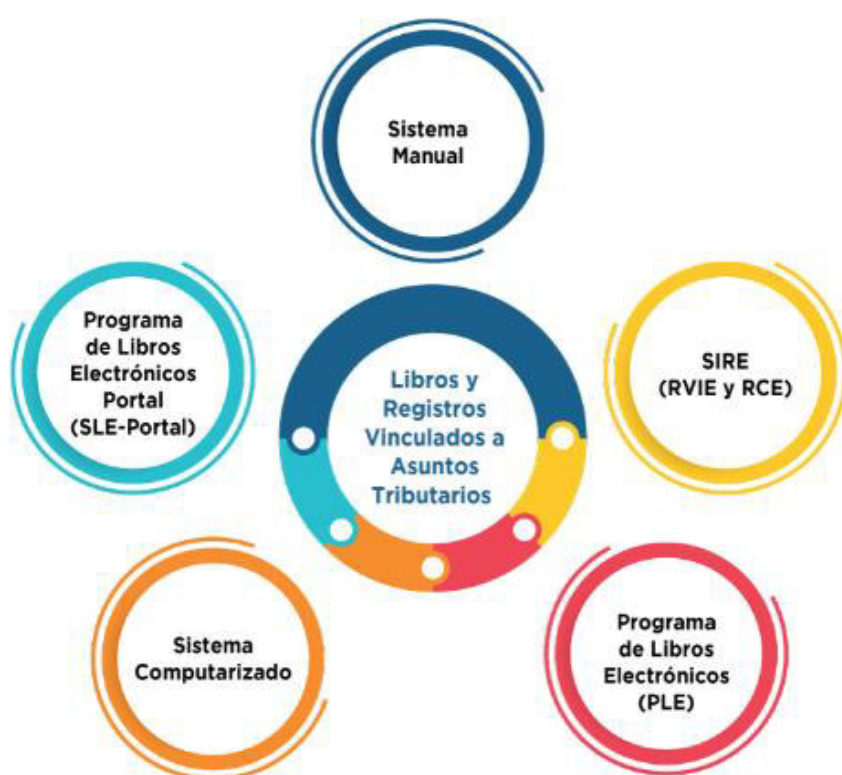 Sistema
Manual
Programa
de Libros
Electrónicos
Portal
(SLE-Portal)
Libros y
Registros
Vinculados a
Asuntos
Tributarios
SIRE
(RVIE y RCE)
Sistema
Computarizado
Programa
de Libros
Electrónicos
(PLE)